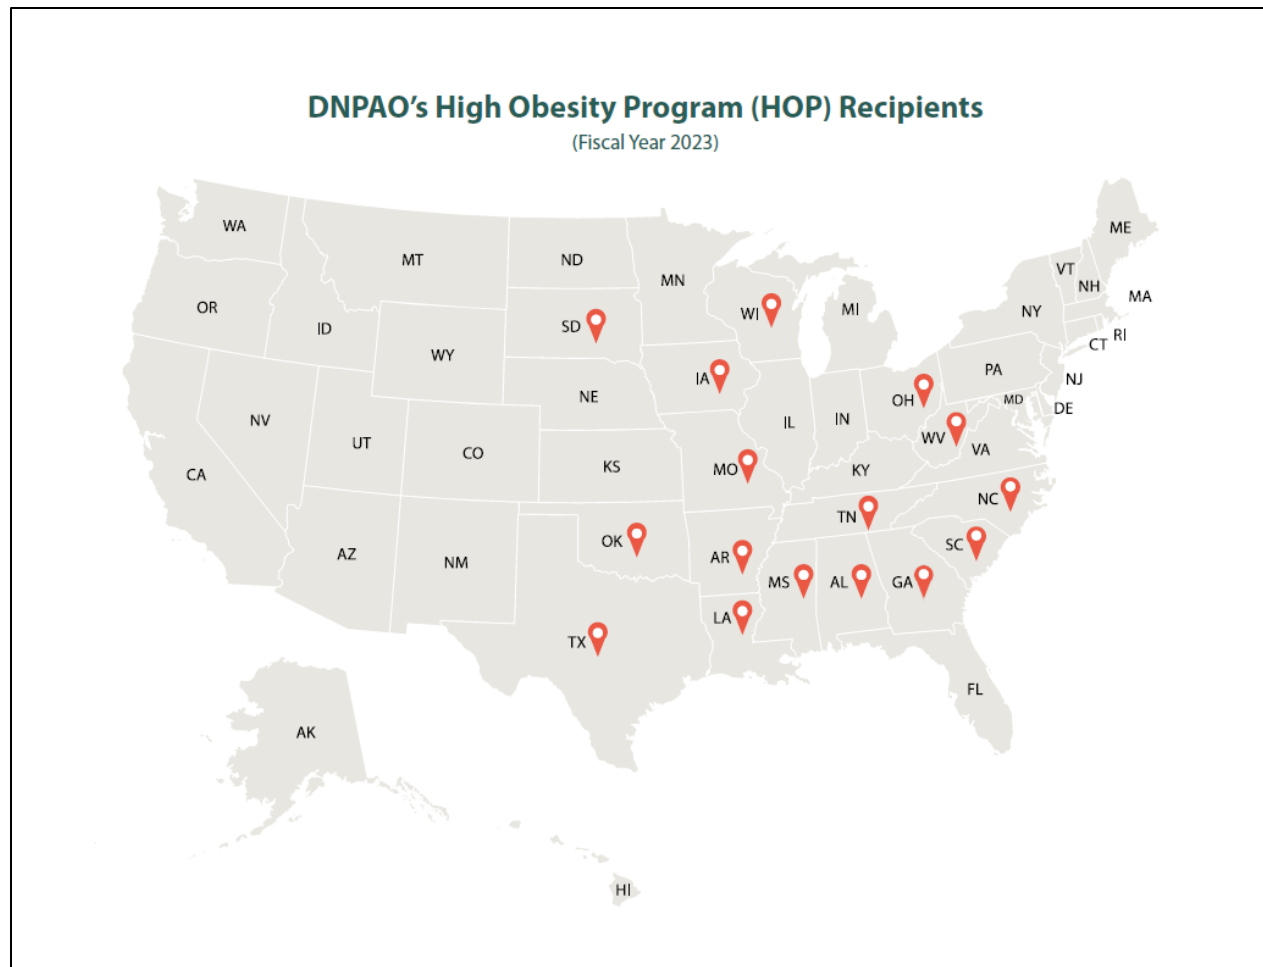 DNPAO’s High Obesity Program (HOP) Recipients
(Fiscal Year 2023)
WA
MT
ND
MN
ME
VT
NH
MA
OR
ID
SD
WI
MI
NY
RI
CT
WY
IA
PA
NJ
NE
OH
MD
DE
NV
UT
CO
IL
IN
WV
VA
CA
KS
MO
KY
NC
AZ
NM
OK
AR
TN
SC
MS
AL
GA
LA
TX
FL
AK
HI